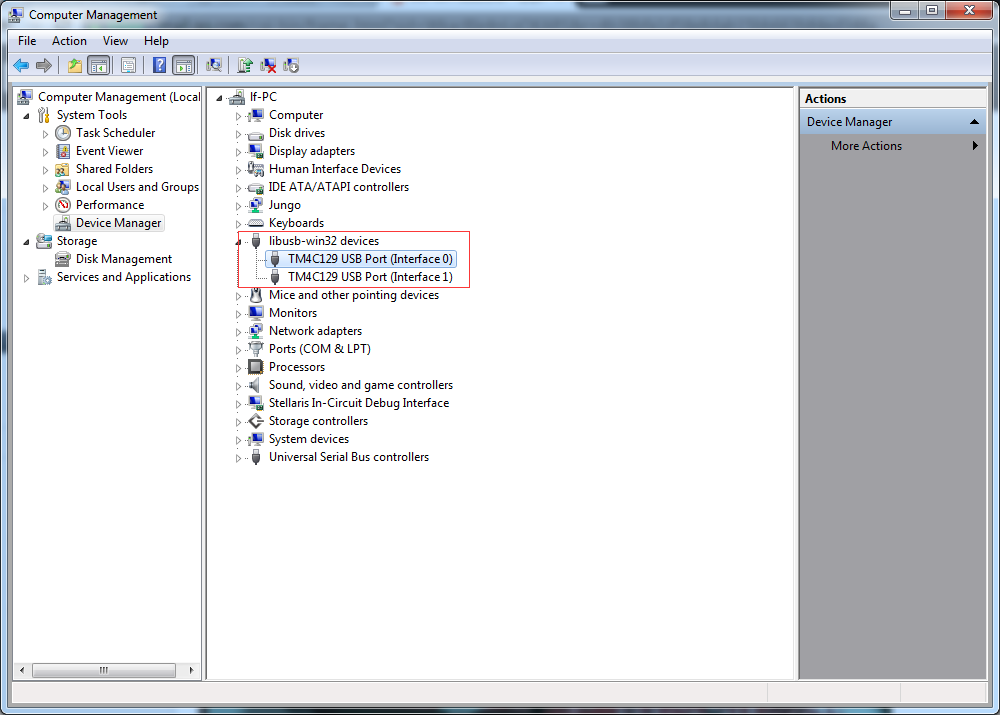 Computer Management
File Action View Help
Computer Management (Local
System Tools
Task Scheduler
Event Viewer
Shared Folders
Local Users and Groups
Performance
Device Manager
Storage
Disk Management
Services and Applications
lf-PC
Computer
Disk drives
Display adapters
Human Interface Devices
IDE ATA/ATAPI controllers
Jungo
Keyboards
libusb-win32 devices
TM4C129 USB Port (Interface 0)
TM4C129 USB Port (Interface 1)
Mice and other pointing devices
Monitors
Network adapters
Ports (COM & LPT)
Processors
Sound, video and game controllers
Stellaris In-Circuit Debug Interface
Storage controllers
System devices
Universal Serial Bus controllers
Actions
Device Manager
More Actions